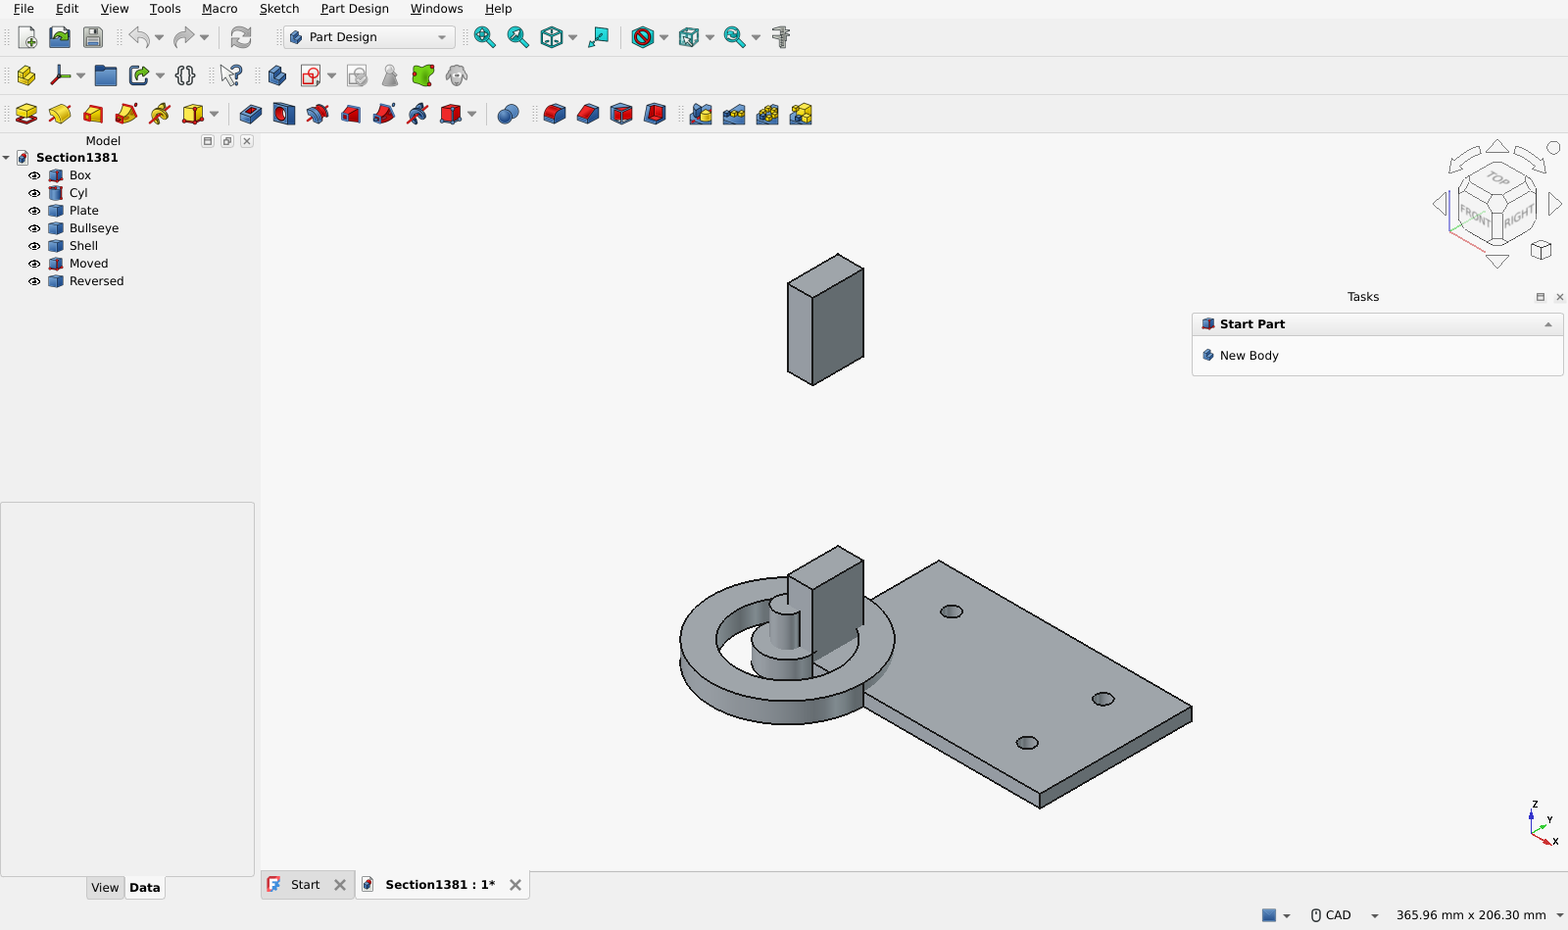 File Edit View Tools Macro Sketch Part Design Windows Help
Part Design
Model
Section1381
Box
Cyl
Plate
Bullseye
Shell
Moved
Reversed
TOP
FRONT RIGHT
Tasks
Start Part
New Body
Z
Y
X
View Data
Start
Section1381 : 1*
CAD
365.96 mm x 206.30 mm